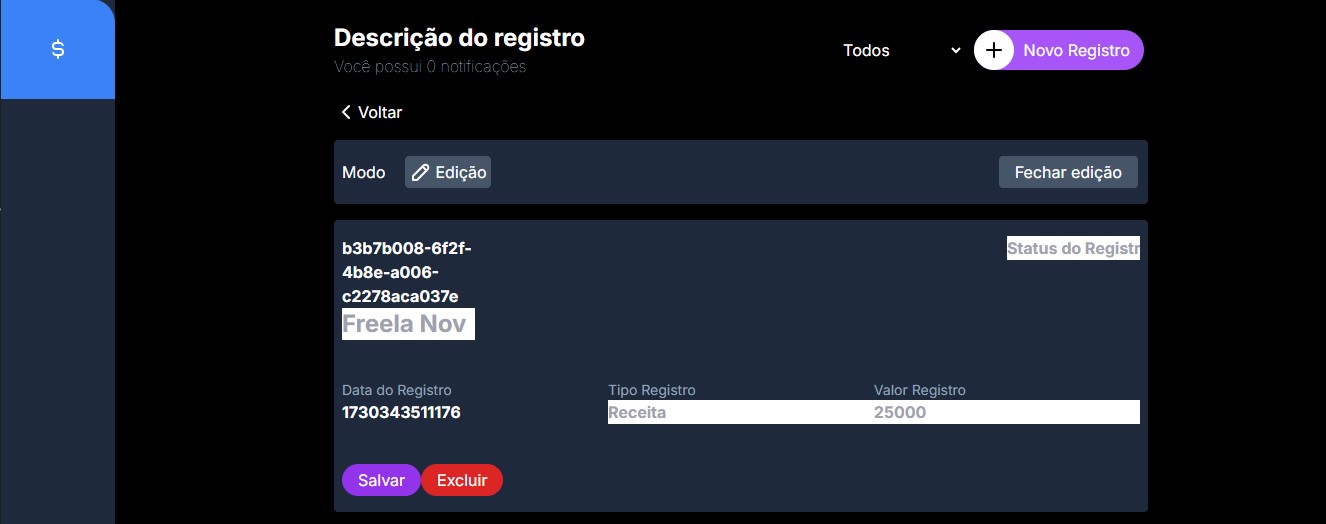 $
Descrição do registro
Você possui 0 notificações
Todos
Novo Registro
Voltar
Modo
Edição
Fechar edição
b3b7b008-6f2f-
4b8e-a006-
c2278aca037e
Freela Nov
Status do Registr
Data do Registro
1730343511176
Tipo Registro
Receita
Valor Registro
25000
Salvar
Excluir